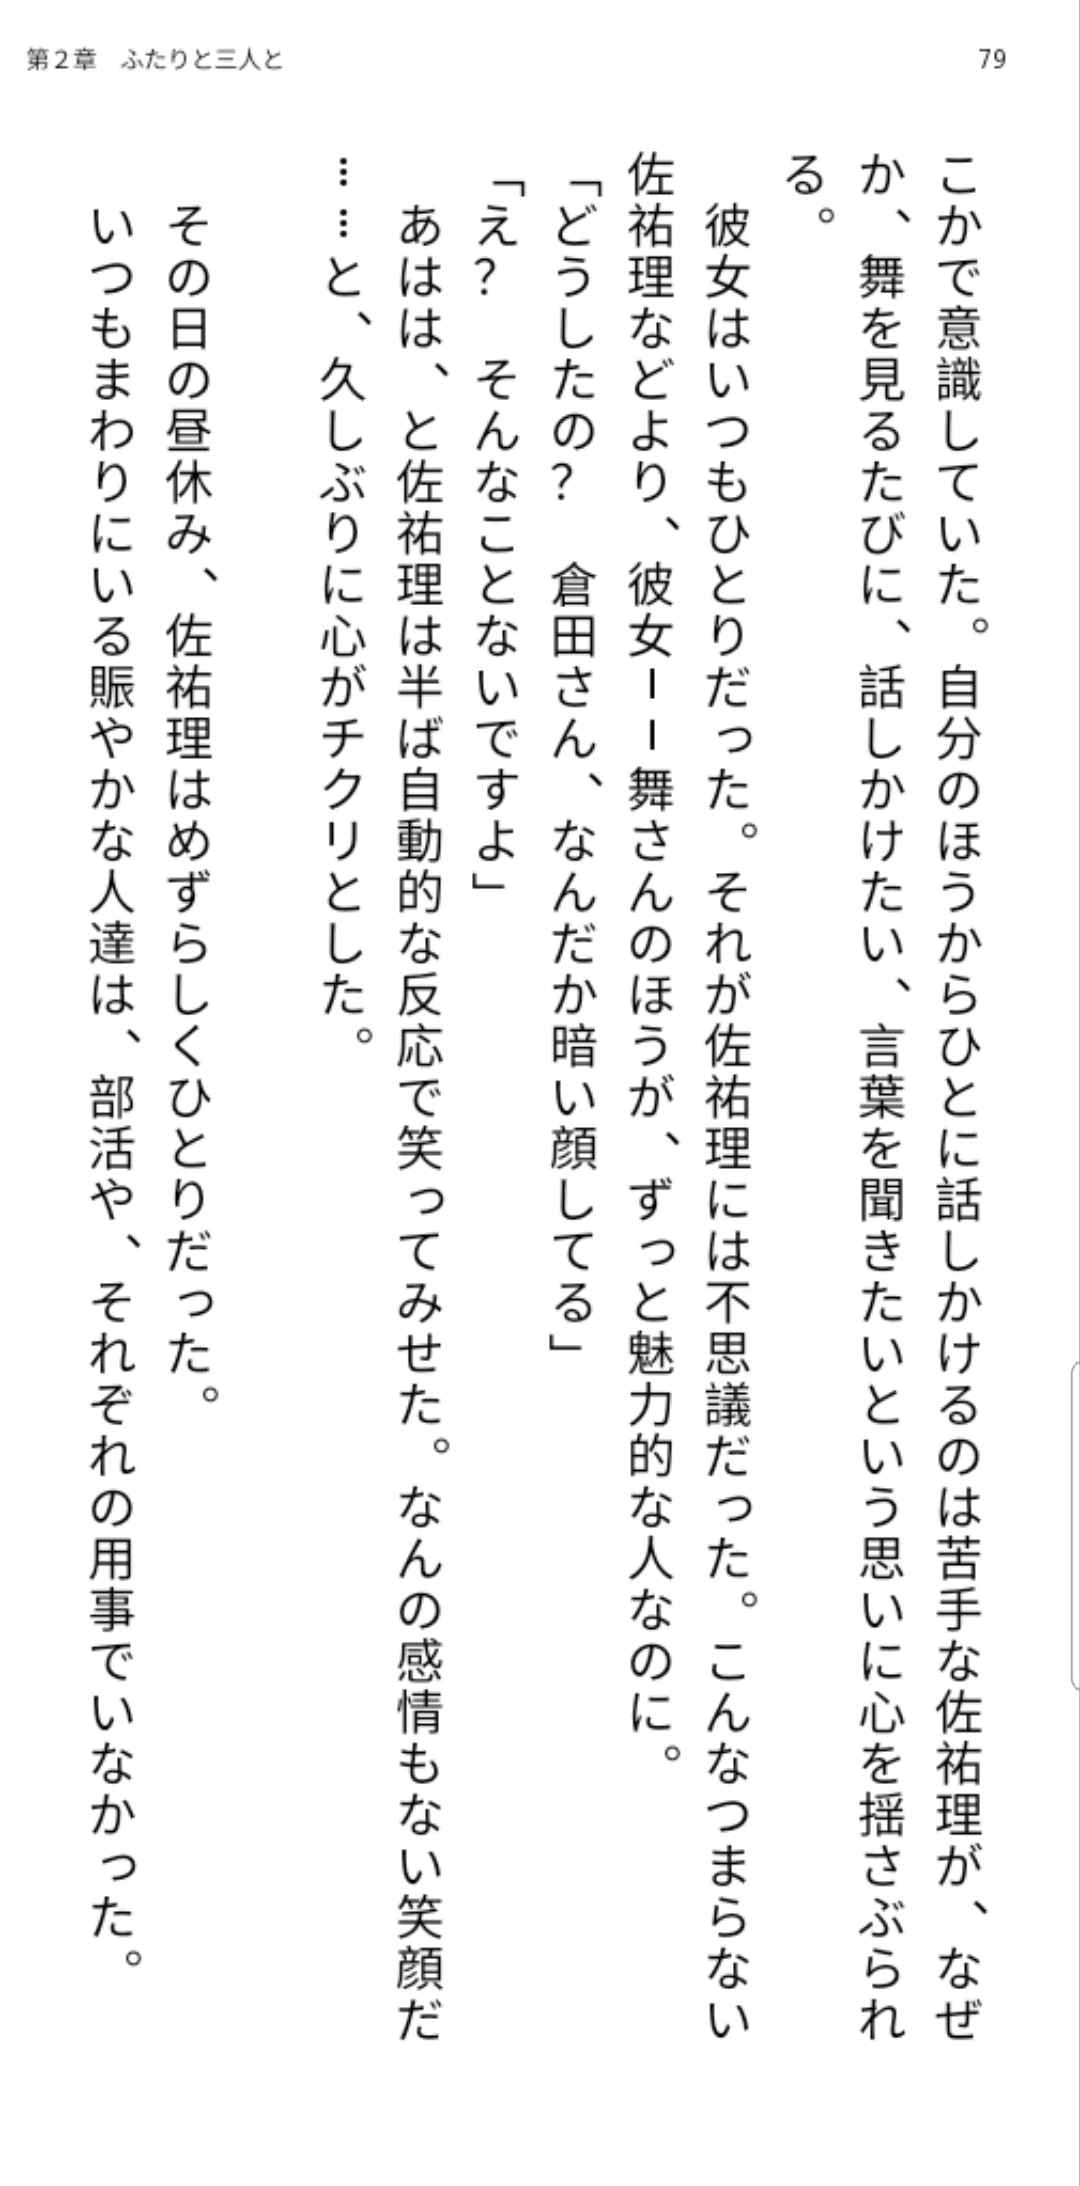 第２章　ふたりと三人と
79
こかで意識していた。自分のほうからひとに話しかけるのは苦手な佐祐理が、なぜ
か、舞を見るたびに、話しかけたい、言葉を聞きたいという思いに心を揺さぶられ
る。
　彼女はいつもひとりだった。それが佐祐理には不思議だった。こんなつまらない
佐祐理などより、彼女――舞さんのほうが、ずっと魅力的な人なのに。
「どうしたの？　倉田さん、なんだか暗い顔してる」
「え？　そんなことないですよ」
　あはは、と佐祐理は半ば自動的な反応で笑ってみせた。なんの感情もない笑顔だ
……と、久しぶりに心がチクリとした。
　その日の昼休み、佐祐理はめずらしくひとりだった。
　いつもまわりにいる賑やかな人達は、部活や、それぞれの用事でいなかった。